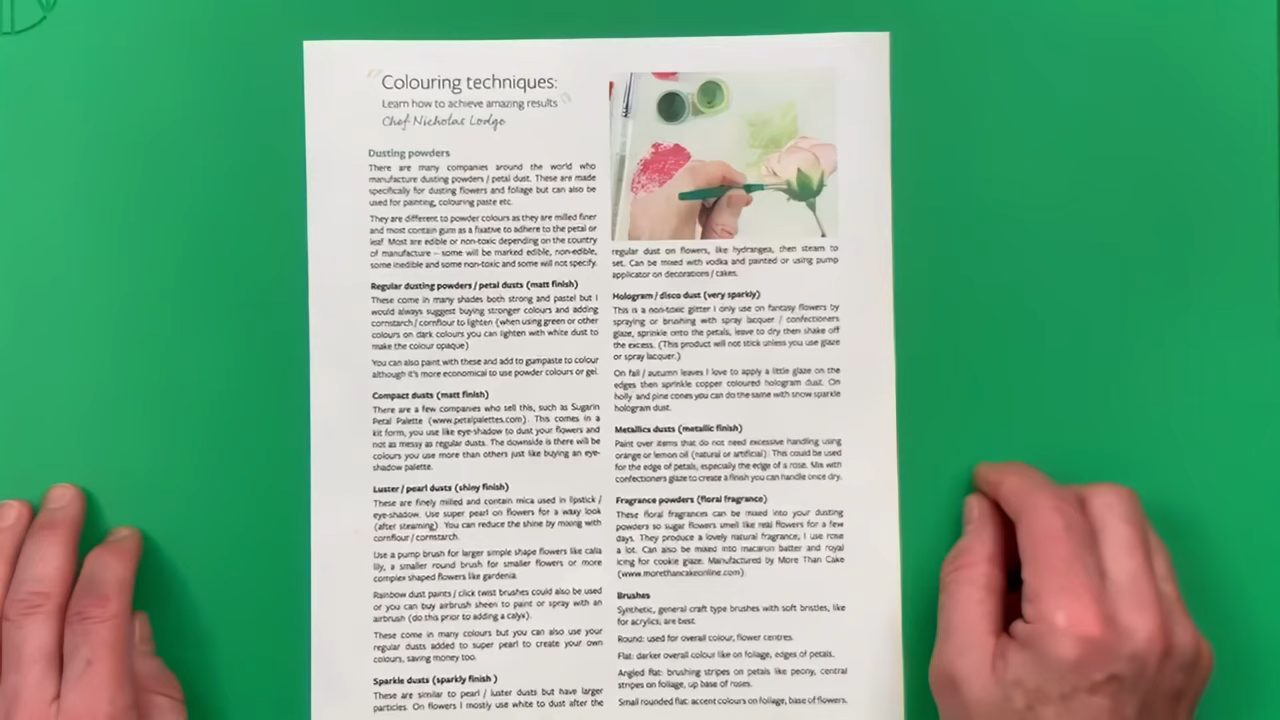 Colouring techniques:
Learn how to achieve amazing results
Chef Nicholas Lodge
Dusting powders
There are many companies around the world who
manufacture dusting powders / petal dust. These are made
specifically for dusting flowers and foliage but can also be
used for painting, colouring paste etc.
They are different to powder colours as they are milled finer
and most contain gum as a fixative to adhere to the petal or
leaf. Most are edible or non-toxic depending on the country
of manufacture – some will be marked edible, non-edible,
some inedible and some non-toxic and some will not specify.
Regular dusting powders / petal dusts (matt finish)
These come in many shades both strong and pastel but I
would always suggest buying stronger colours and adding
cornstarch / cornflour to lighten (when using green or other
colours on dark colours you can lighten with white dust to
make the colour opaque)
You can also paint with these and add to gumpaste to colour
although it's more economical to use powder colours or gel.
Compact dusts (matt finish)
There are a few companies who sell this, such as Sugarin
Petal Palette (www.petalpalettes.com). This comes in a
kit form, you use like eye-shadow to dust your flowers and
not as messy as regular dusts. The downside is there will be
colours you use more than others just like buying an eye-
shadow palette.
Luster / pearl dusts (shiny finish)
These are finely milled and contain mica used in lipstick /
eye-shadow. Use super pearl on flowers for a waxy look
(after steaming). You can reduce the shine by mixing with
cornflour / cornstarch.
Use a pump brush for larger simple shape flowers like calla
lily, a smaller round brush for smaller flowers or more
complex shaped flowers like gardenia.
Rainbow dust paints / click twist brushes could also be used
or you can buy airbrush sheen to paint or spray with an
airbrush (do this prior to adding a calyx).
These come in many colours but you can also use your
regular dusts added to super pearl to create your own
colours, saving money too.
Sparkle dusts (sparkly finish )
These are similar to pearl / luster dusts but have larger
particles. On flowers I mostly use white to dust after the
regular dust on flowers, like hydrangea, then steam to
set. Can be mixed with vodka and painted or using pump
applicator on decorations / cakes.
Hologram / disco dust (very sparkly)
This is a non-toxic glitter I only use on fantasy flowers by
spraying or brushing with spray lacquer / confectioners
glaze, sprinkle onto the petals, leave to dry then shake off
the excess. (This product will not stick unless you use glaze
or spray lacquer.)
On fall / autumn leaves I love to apply a little glaze on the
edges then sprinkle copper coloured hologram dust. On
holly and pine cones you can do the same with snow sparkle
hologram dust.
Metallics dusts (metallic finish)
Paint over items that do not need excessive handling using
orange or lemon oil (natural or artificial). This could be used
for the edge of petals, especially the edge of a rose. Mix with
confectioners glaze to create a finish you can handle once dry.
Fragrance powders (floral fragrance)
These floral fragrances can be mixed into your dusting
powders so sugar flowers smell like real flowers for a few
days. They produce a lovely natural fragrance, I use rose
a lot. Can also be mixed into macaron batter and royal
icing for cookie glaze. Manufactured by More Than Cake
(www.morethancakeonline.com).
Brushes
Synthetic, general craft type brushes with soft bristles, like
for acrylics, are best.
Round: used for overall colour, flower centres.
Flat: darker overall colour like on foliage, edges of petals.
Angled flat: brushing stripes on petals like peony, central
stripes on foliage, up base of roses.
Small rounded flat: accent colours on foliage, base of flowers.